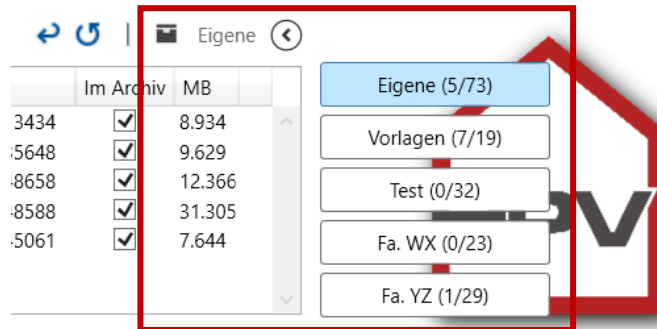 Eigene
Im Archiv MB
3434 8.934
5648 9.629
8658 12.366
8588 31.305
5061 7.644
Eigene (5/73)
Vorlagen (7/19)
Test (0/32)
Fa. WX (0/23)
Fa. YZ (1/29)